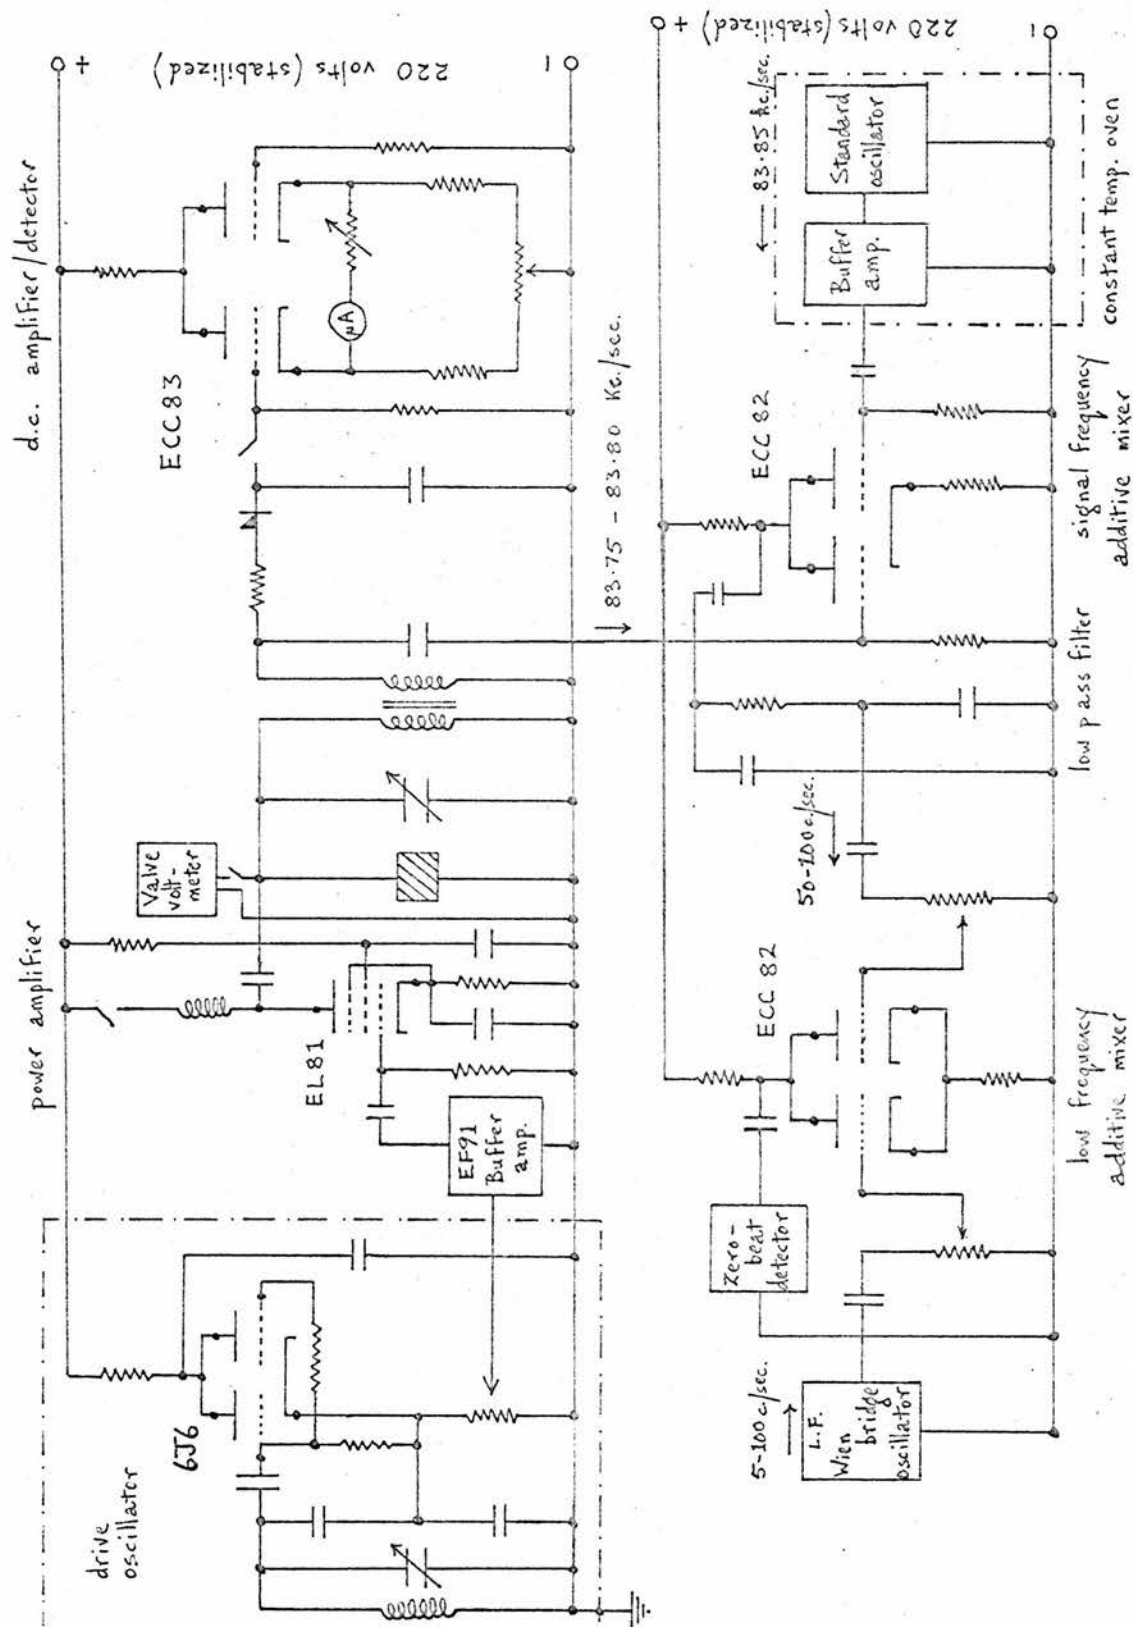 d.c. amplifier/detector
+
220 volts (stabilized)
-
ECC83
μA
power amplifier
Valve
volt-
meter
EL81
EF91
Buffer
amp.
drive
oscillator
6J6
83.75 - 83.80 Kc./sec.
+
220 volts (stabilized)
-
83.85 kc./sec.
Standard
oscillator
Buffer
amp.
constant temp. oven
ECC 82
signal frequency
additive mixer
low pass filter
50-100 c/sec.
ECC 82
low frequency
additive mixer
Zero-
beat
detector
5-100 c/sec.
L.F.
Wien
bridge
oscillator